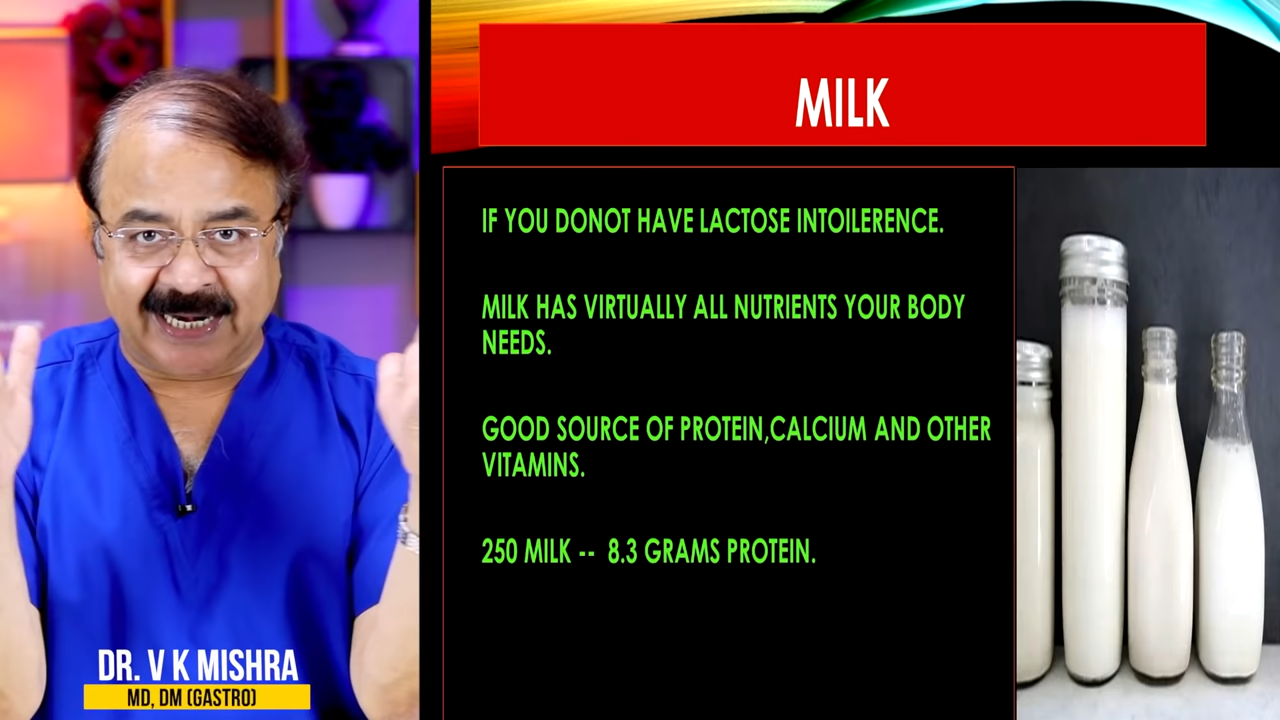 MILK
IF YOU DONOT HAVE LACTOSE INTOILERENCE.
MILK HAS VIRTUALLY ALL NUTRIENTS YOUR BODY
NEEDS.
GOOD SOURCE OF PROTEIN,CALCIUM AND OTHER
VITAMINS.
250 MILK -- 8.3 GRAMS PROTEIN.
DR. V K MISHRA
MD, DM (GASTRO)